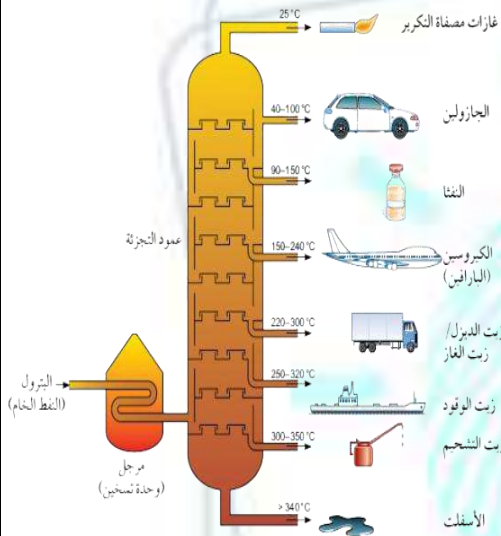 25°C
غازات مصفاة التكرير
40–100°C
الجازولين
90–150°C
النفثا
عمود التجزئة
150–240°C
الكيروسين
(البارافين)
220–300°C
زيت الديزل/
زيت الغاز
250–320°C
زيت الوقود
البترول
(النفط الخام)
300–350°C
زيت التشحيم
مرجل
(وحدة تسخين)
> 340°C
الأسفلت